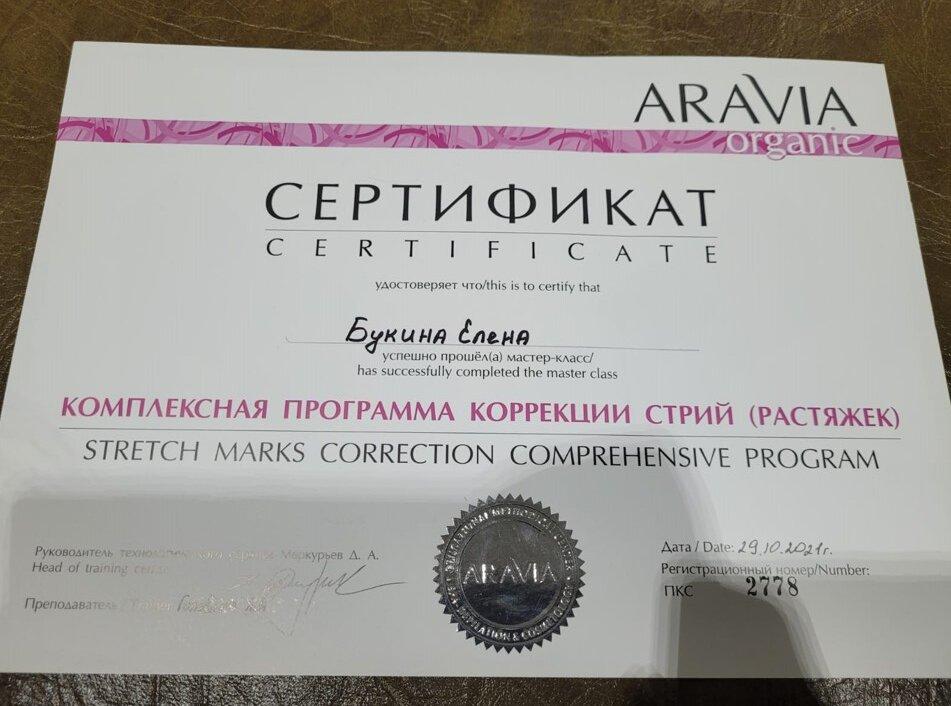 ARAVIA
organic
СЕРТИФИКАТ
CERTIFICATE
удостоверяет что/this is to certify that
Букина Елена
успешно прошёл(а) мастер-класс/
has successfully completed the master class
КОМПЛЕКСНАЯ ПРОГРАММА КОРРЕКЦИИ СТРИЙ (РАСТЯЖЕК)
STRETCH MARKS CORRECTION COMPREHENSIVE PROGRAM
Руководитель Меркурьев Д. А.
Head of training
Преподаватель / Trainer
ARAVIA
Дата / Date: 29.10.2021г.
Регистрационный номер/Number:
ПКС 2778